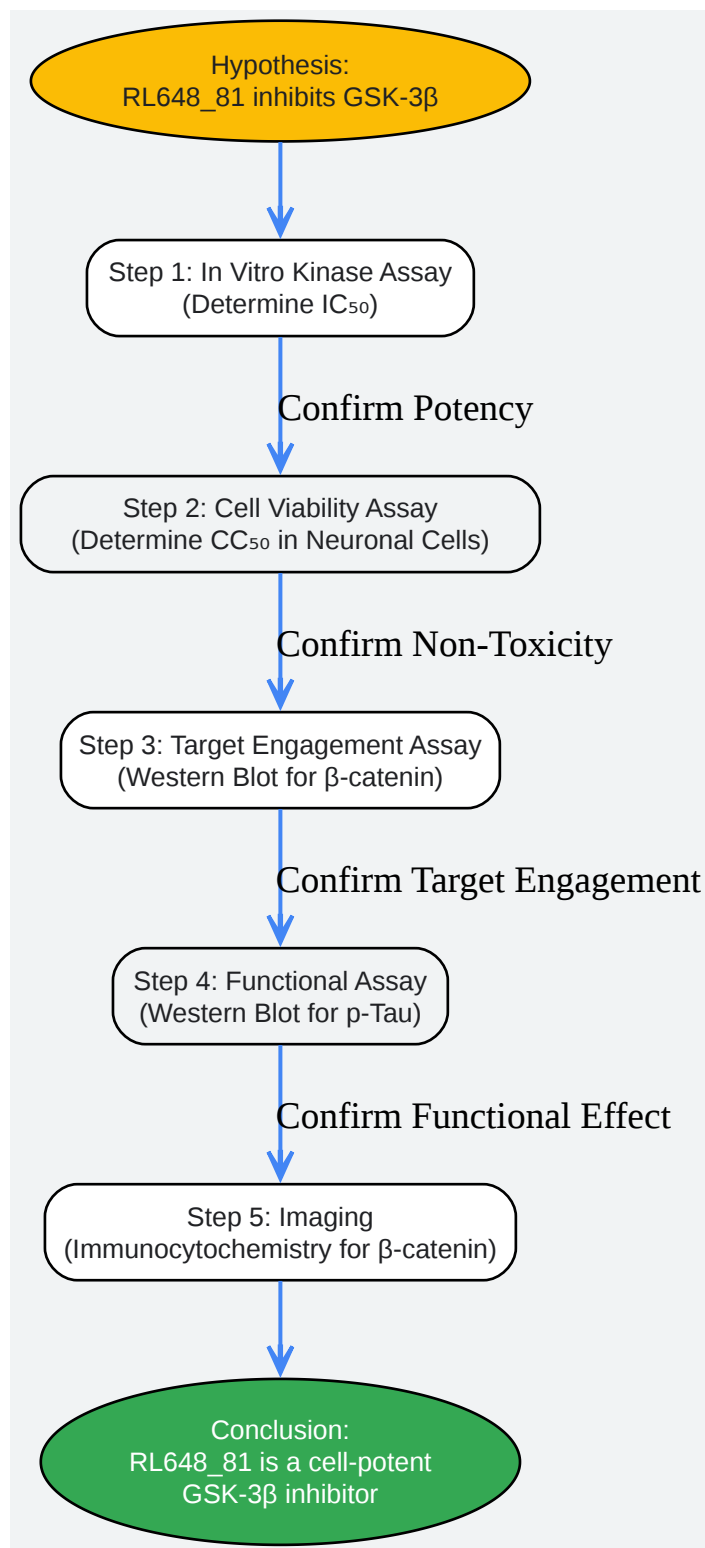 Hypothesis:
RL648_81 inhibits GSK-3β
Step 1: In Vitro Kinase Assay
(Determine IC₅₀)
Confirm Potency
Step 2: Cell Viability Assay
(Determine CC₅₀ in Neuronal Cells)
Confirm Non-Toxicity
Step 3: Target Engagement Assay
(Western Blot for β-catenin)
Confirm Target Engagement
Step 4: Functional Assay
(Western Blot for p-Tau)
Confirm Functional Effect
Step 5: Imaging
(Immunocytochemistry for β-catenin)
Conclusion:
RL648_81 is a cell-potent
GSK-3β inhibitor